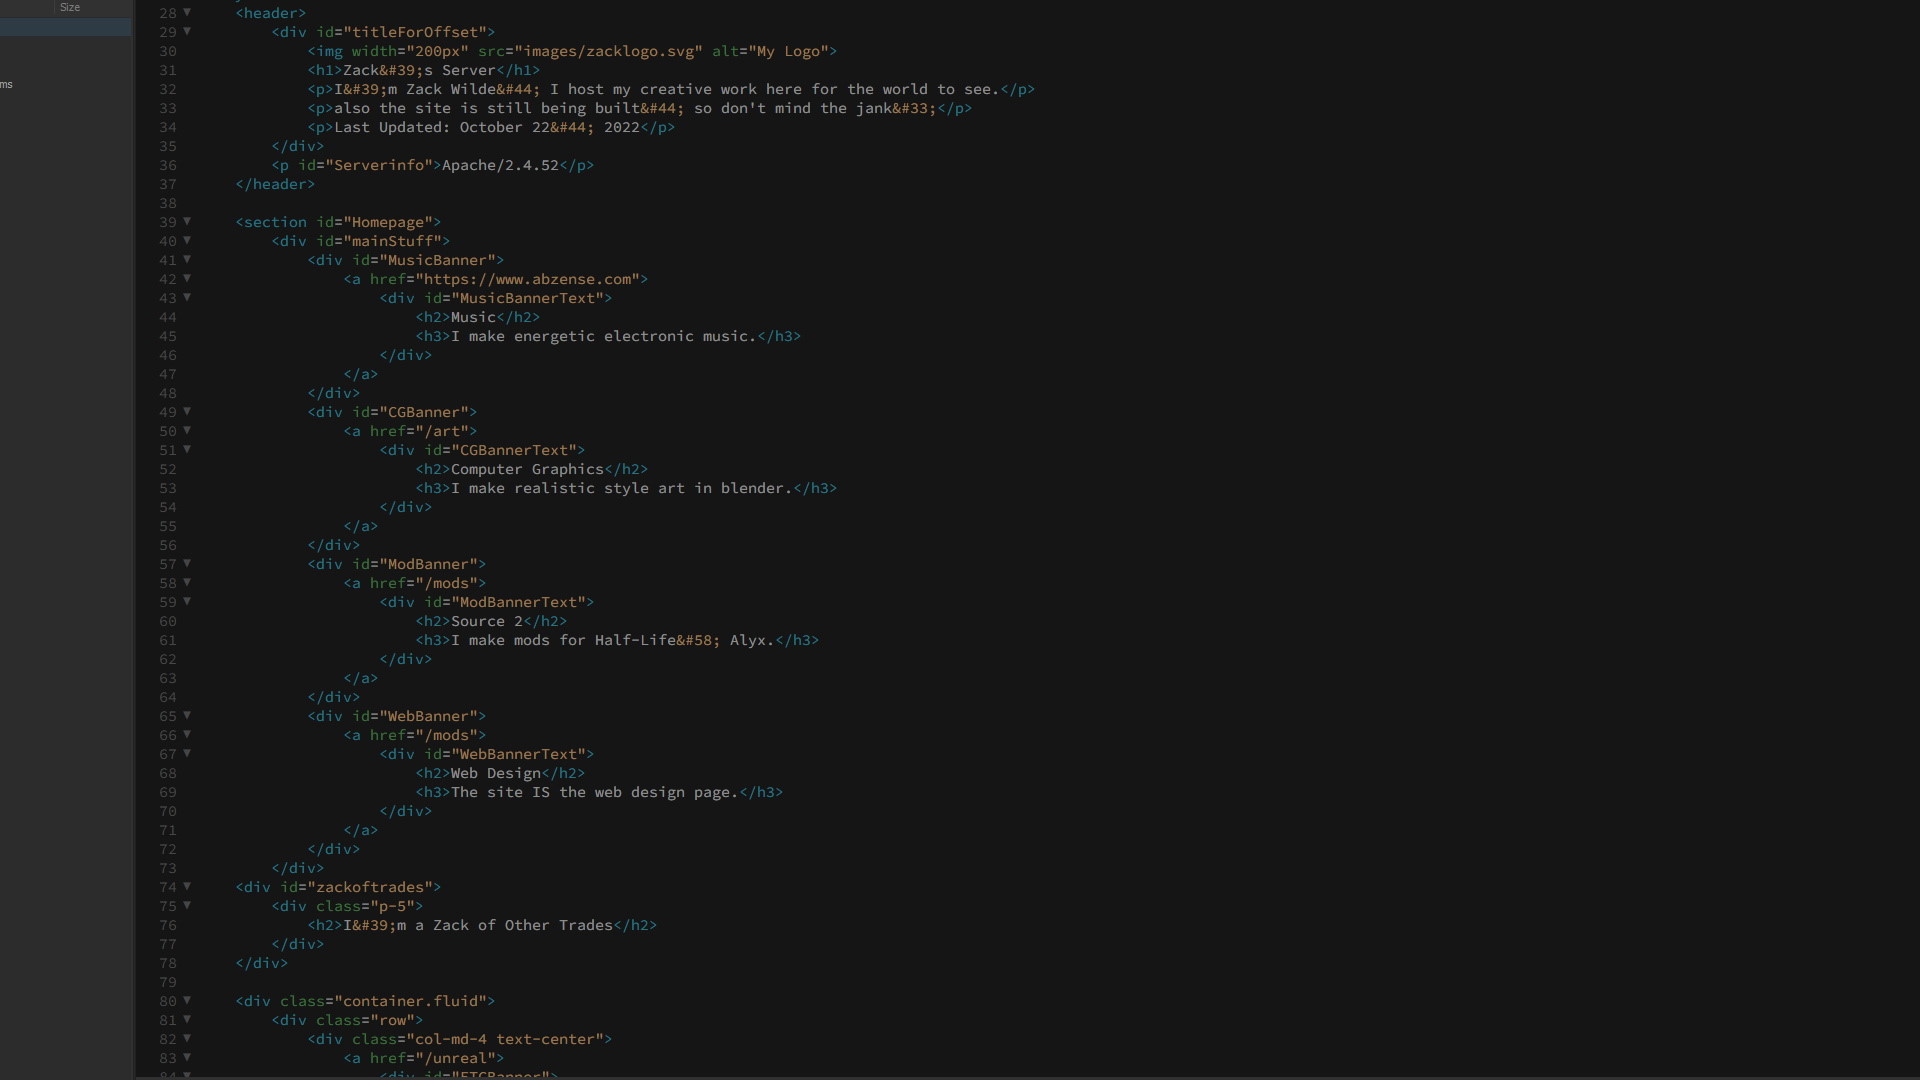 Size
ms
28 <header>
29 <div id="titleForOffset">
30 <img width="200px" src="images/zacklogo.svg" alt="My Logo">
31 <h1>Zack&#39;s Server</h1>
32 <p>I&#39;m Zack Wilde&#44; I host my creative work here for the world to see.</p>
33 <p>also the site is still being built&#44; so don't mind the jank&#33;</p>
34 <p>Last Updated: October 22&#44; 2022</p>
35 </div>
36 <p id="Serverinfo">Apache/2.4.52</p>
37 </header>
38
39 <section id="Homepage">
40 <div id="mainStuff">
41 <div id="MusicBanner">
42 <a href="https://www.abzense.com">
43 <div id="MusicBannerText">
44 <h2>Music</h2>
45 <h3>I make energetic electronic music.</h3>
46 </div>
47 </a>
48 </div>
49 <div id="CGBanner">
50 <a href="/art">
51 <div id="CGBannerText">
52 <h2>Computer Graphics</h2>
53 <h3>I make realistic style art in blender.</h3>
54 </div>
55 </a>
56 </div>
57 <div id="ModBanner">
58 <a href="/mods">
59 <div id="ModBannerText">
60 <h2>Source 2</h2>
61 <h3>I make mods for Half-Life&#58; Alyx.</h3>
62 </div>
63 </a>
64 </div>
65 <div id="WebBanner">
66 <a href="/mods">
67 <div id="WebBannerText">
68 <h2>Web Design</h2>
69 <h3>The site IS the web design page.</h3>
70 </div>
71 </a>
72 </div>
73 </div>
74 <div id="zackoftrades">
75 <div class="p-5">
76 <h2>I&#39;m a Zack of Other Trades</h2>
77 </div>
78 </div>
79
80 <div class="container.fluid">
81 <div class="row">
82 <div class="col-md-4 text-center">
83 <a href="/unreal">
84 <div